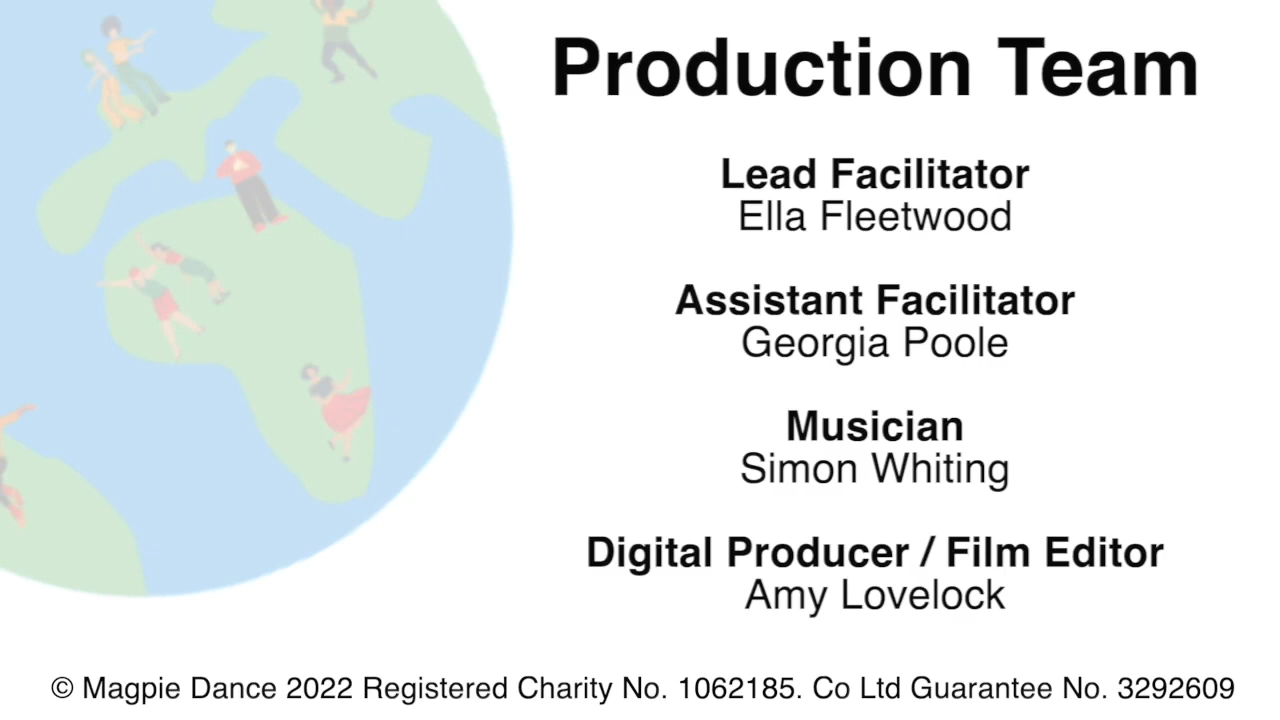 Production Team
Lead Facilitator
Ella Fleetwood
Assistant Facilitator
Georgia Poole
Musician
Simon Whiting
Digital Producer / Film Editor
Amy Lovelock
© Magpie Dance 2022 Registered Charity No. 1062185. Co Ltd Guarantee No. 3292609